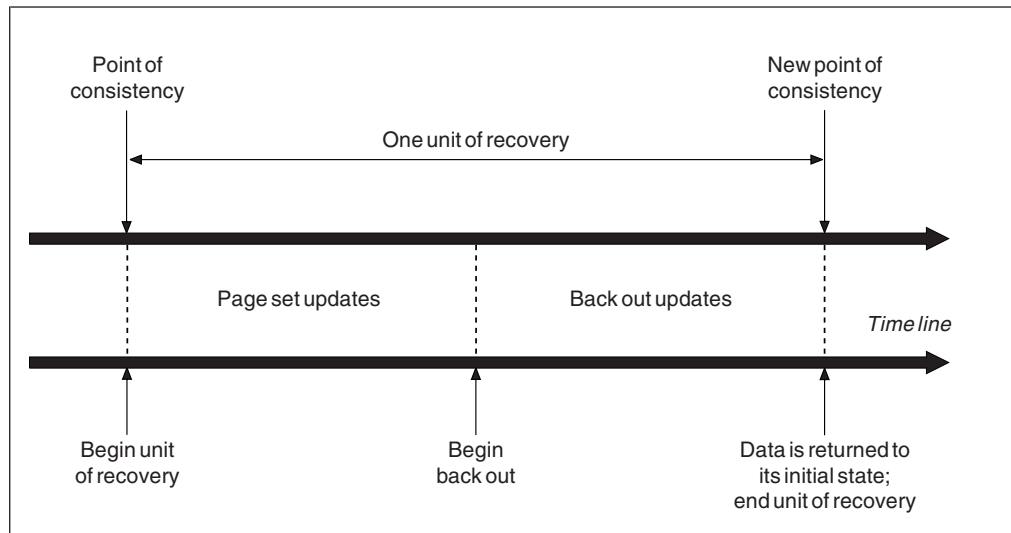 Point of
consistency
New point of
consistency
One unit of recovery
Page set updates
Back out updates
Time line
Begin unit
of recovery
Begin
back out
Data is returned to
its initial state;
end unit of recovery